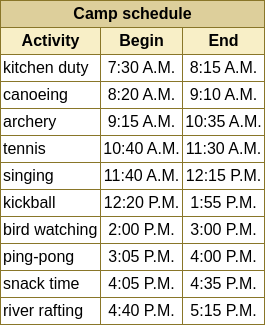 Camp schedule
Activity Begin End
kitchen duty 7:30 A.M. 8:15 A.M.
canoeing 8:20 A.M. 9:10 A.M.
archery 9:15 A.M. 10:35 A.M.
tennis 10:40 A.M. 11:30 A.M.
singing 11:40 A.M. 12:15 P.M.
kickball 12:20 P.M. 1:55 P.M.
bird watching 2:00 P.M. 3:00 P.M.
ping-pong 3:05 P.M. 4:00 P.M.
snack time 4:05 P.M. 4:35 P.M.
river rafting 4:40 P.M. 5:15 P.M.